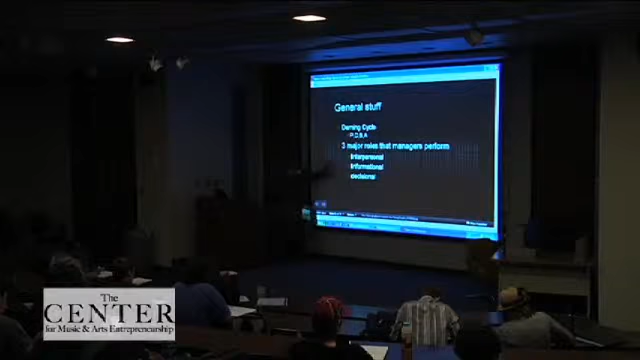 General stuff
Deming Cycle
P,D,S,A
3 major roles that managers perform
Interpersonal
Informational
decisional
The
CENTER
for Music & Arts Entrepreneurship